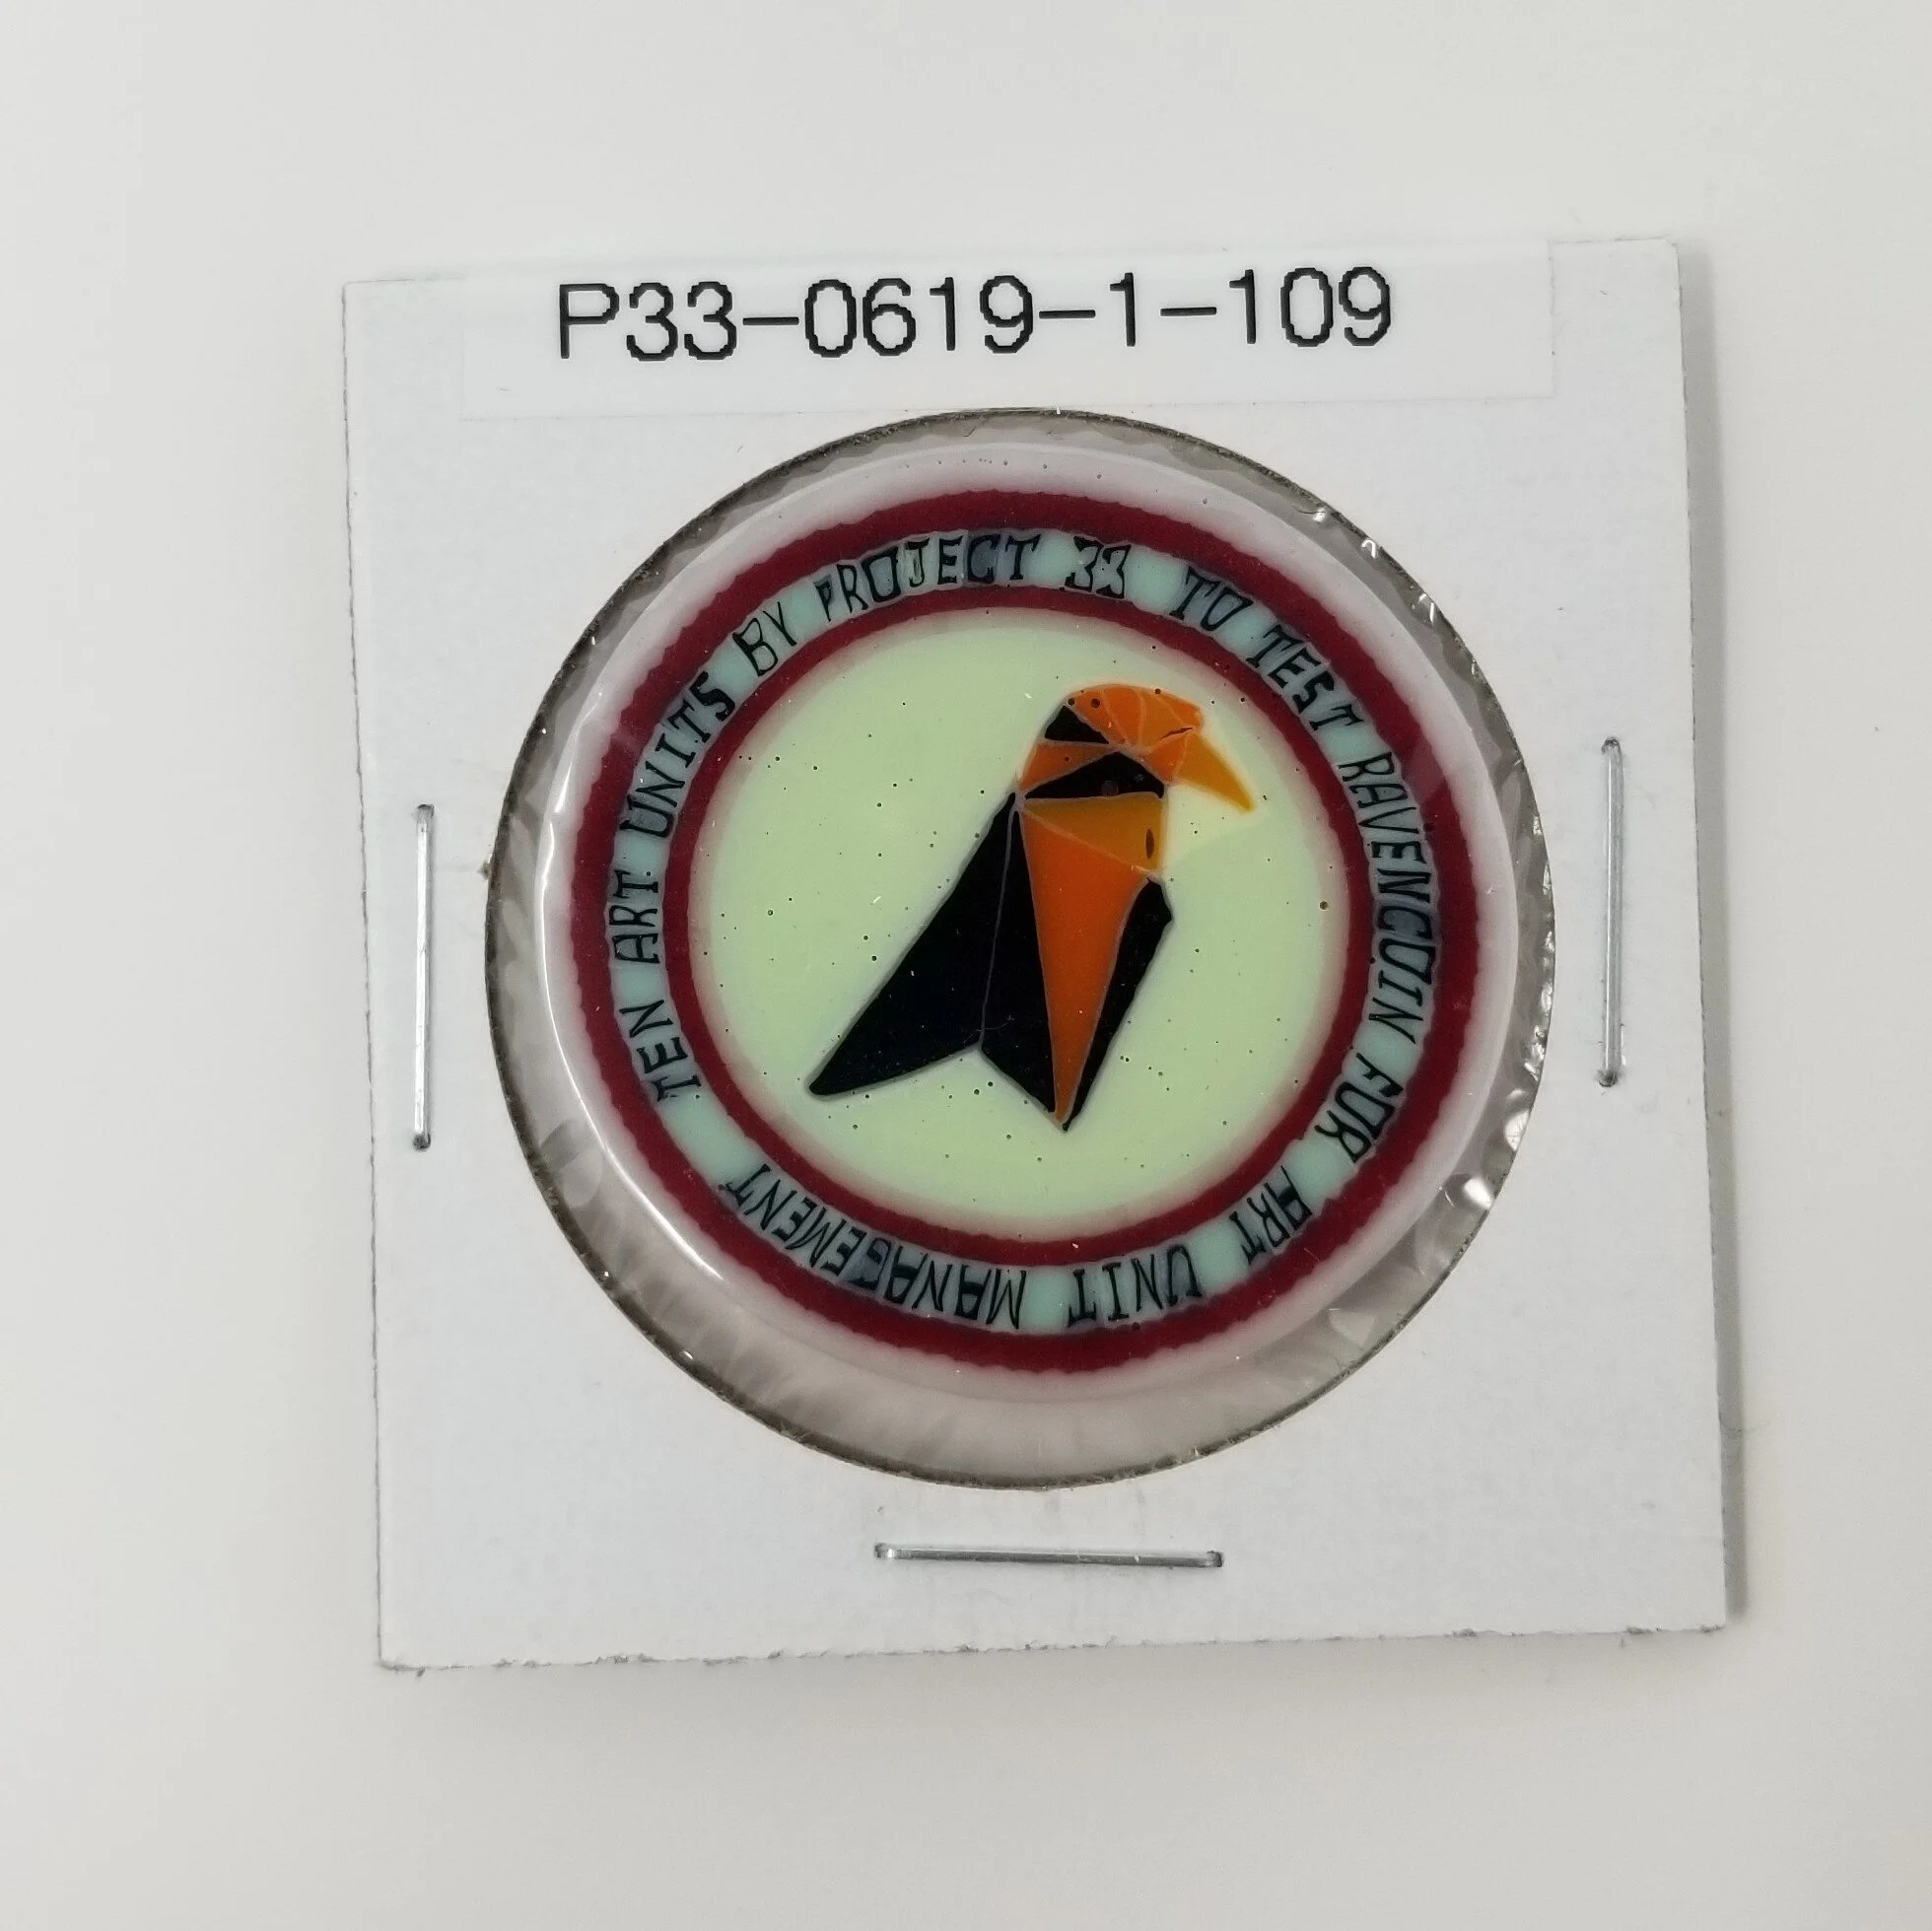 P33-0619-1-109
TEN ART UNITS BY PROJECT 33 TO TEST RAVENCOIN FOR ART UNIT MANAGEMENT